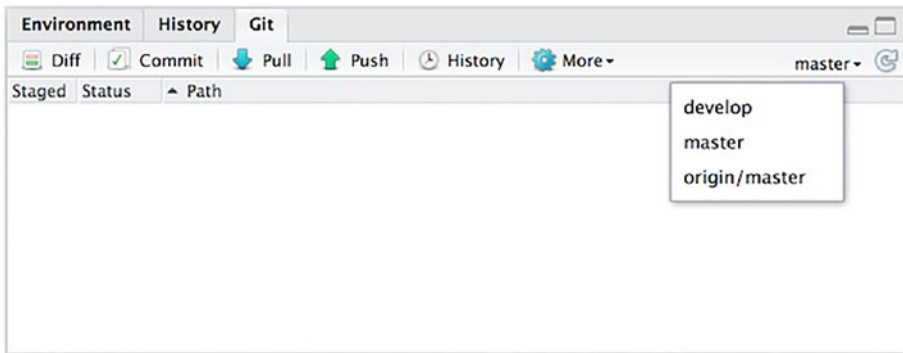 Environment History Git
Diff Commit Pull Push History More master
Staged Status Path
develop
master
origin/master